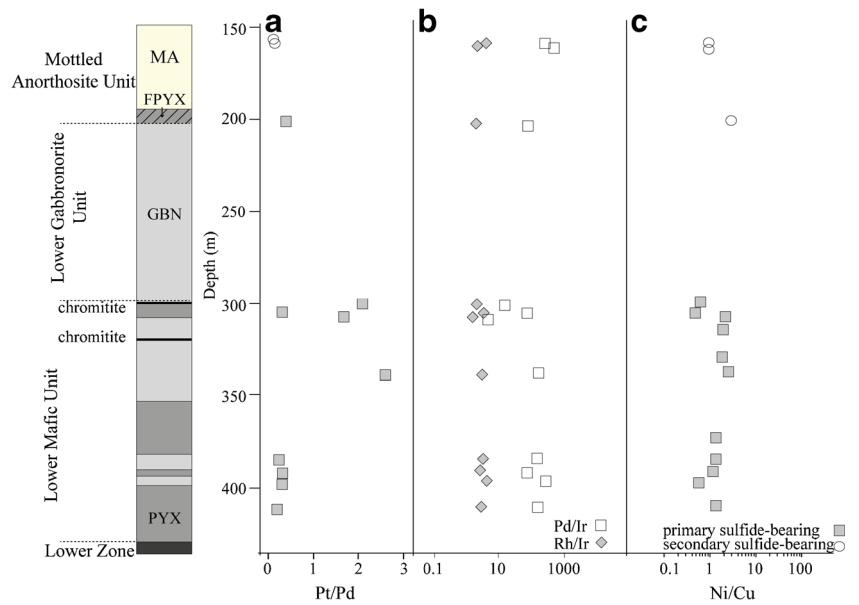 a
b
c
Mottled
Anorthosite Unit
MA
FPYX
Lower Gabbronorite
Unit
GBN
chromitite
chromitite
Lower Mafic Unit
PYX
Lower Zone
Depth (m)
150
200
250
300
350
400
0 1 2 3
Pt/Pd
Pd/Ir
Rh/Ir
0.1 10 1000
primary sulfide-bearing
secondary sulfide-bearing
0.1 1 10 100
Ni/Cu